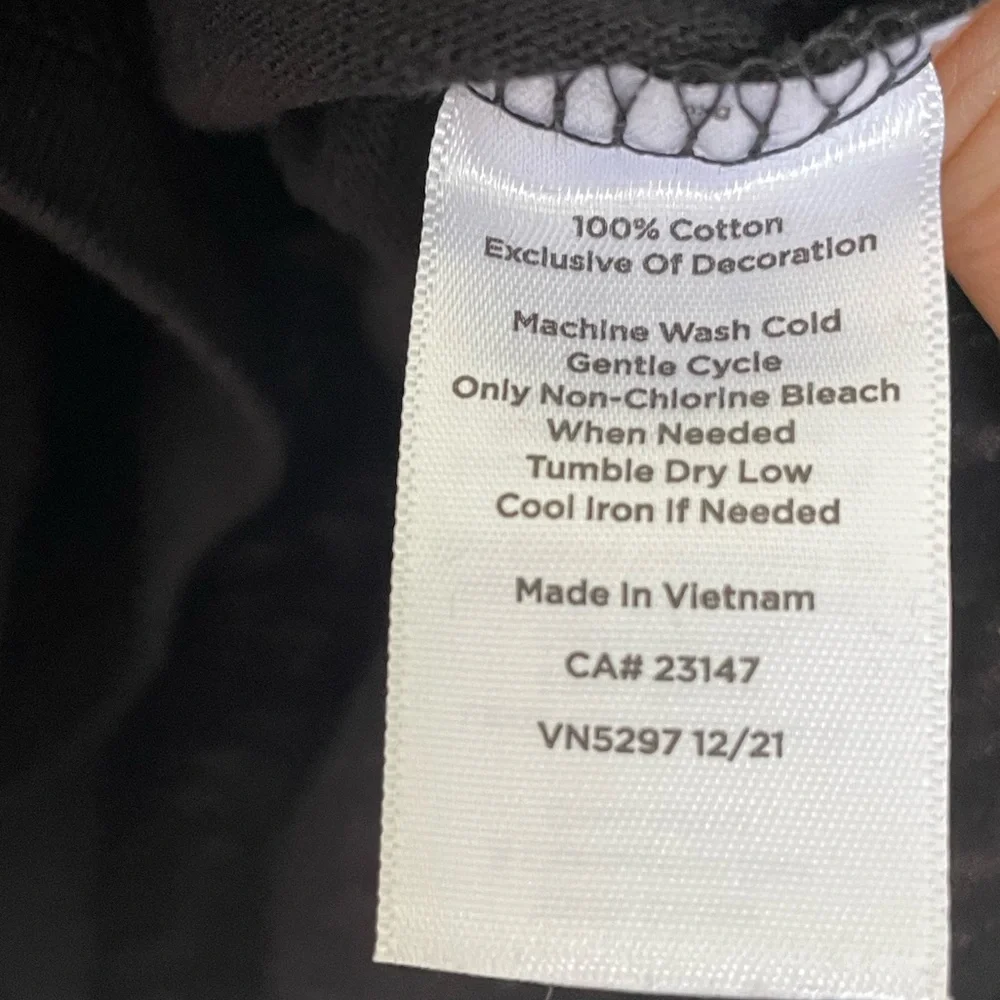 100% Cotton
Exclusive Of Decoration
Machine Wash Cold
Gentle Cycle
Only Non-Chlorine Bleach
When Needed
Tumble Dry Low
Cool Iron If Needed
Made In Vietnam
CA# 23147
VN5297 12/21